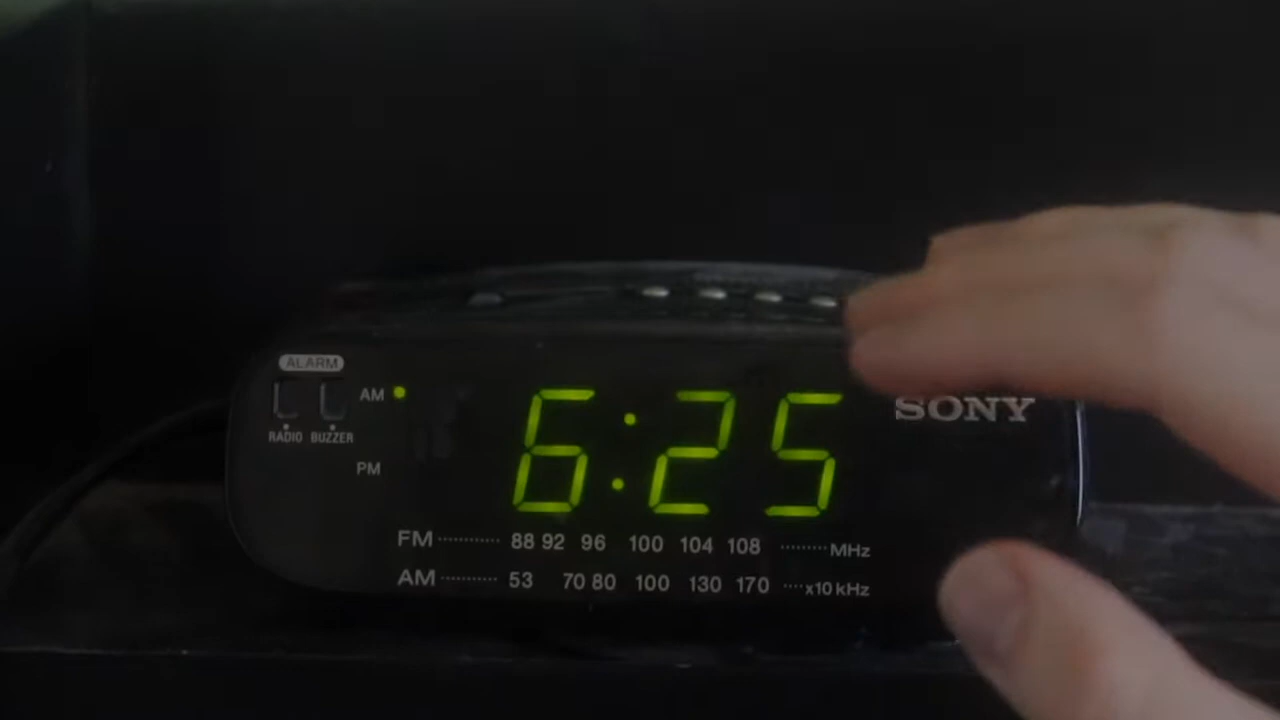 ALARM
AM
RADIO BUZZER
PM
6:25
SONY
FM 88 92 96 100 104 108 MHz
AM 53 70 80 100 130 170 x10 kHz